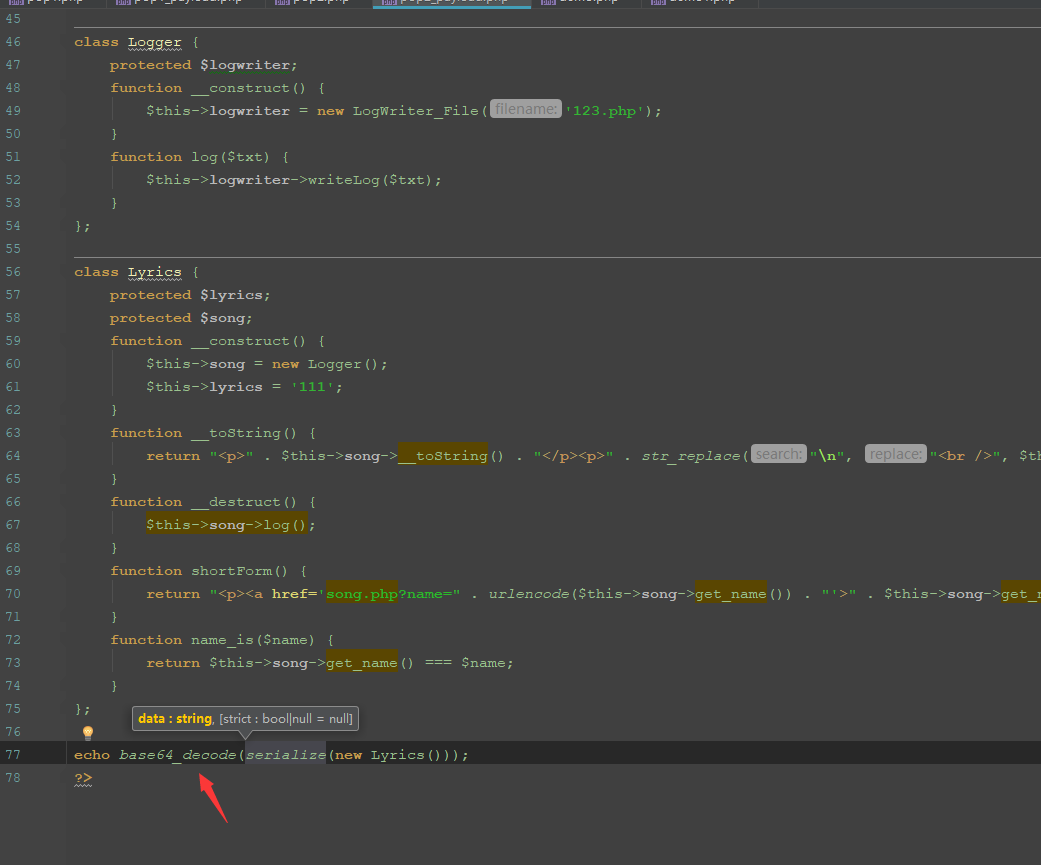 45
46 class Logger {
47 protected $logwriter;
48 function __construct() {
49 $this->logwriter = new LogWriter_File( filename: '123.php');
50 }
51 function log($txt) {
52 $this->logwriter->writeLog($txt);
53 }
54 };
55
56 class Lyrics {
57 protected $lyrics;
58 protected $song;
59 function __construct() {
60 $this->song = new Logger();
61 $this->lyrics = '111';
62 }
63 function __toString() {
64 return "<p>" . $this->song->__toString() . "</p><p>" . str_replace( search: "\n", replace: "<br />",
65 }
66 function __destruct() {
67 $this->song->log();
68 }
69 function shortForm() {
70 return "<p><a href='song.php?name=" . urlencode($this->song->get_name()) . "'>" . $this->song->
71 }
72 function name_is($name) {
73 return $this->song->get_name() === $name;
74 }
75 };
data : string, [strict : bool|null = null]
76
77 echo base64_decode(serialize(new Lyrics()));
78 ?>